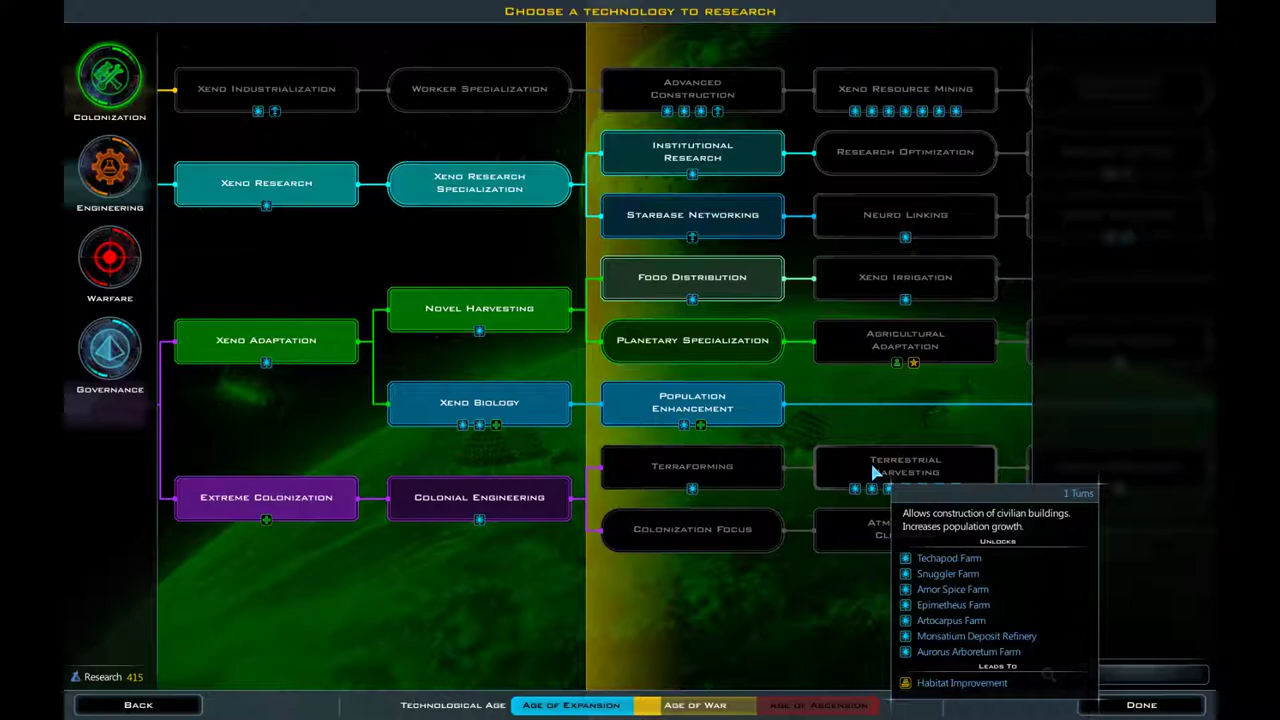 Choose a technology to research
Colonization
Engineering
Warfare
Governance
Xeno Industrialization
Worker Specialization
Advanced
Construction
Xeno Resource Mining
Xeno Research
Xeno Research
Specialization
Institutional
Research
Research Optimization
Starbase Networking
Neuro Linking
Food Distribution
Xeno Irrigation
Xeno Adaptation
Novel Harvesting
Planetary Specialization
Agricultural
Adaptation
Xeno Biology
Population
Enhancement
Extreme Colonization
Colonial Engineering
Terraforming
Terrestrial
Harvesting
Colonization Focus
1 Turns
Allows construction of civilian buildings.
Increases population growth.
Unlocks
Techapod Farm
Snuggler Farm
Arnor Spice Farm
Epimetheus Farm
Artocarpus Farm
Monsatium Deposit Refinery
Aurorus Arboretum Farm
Leads To
Habitat Improvement
Research 415
Back
Technological Age
Age of Expansion
Age of War
Age of Ascension
Done